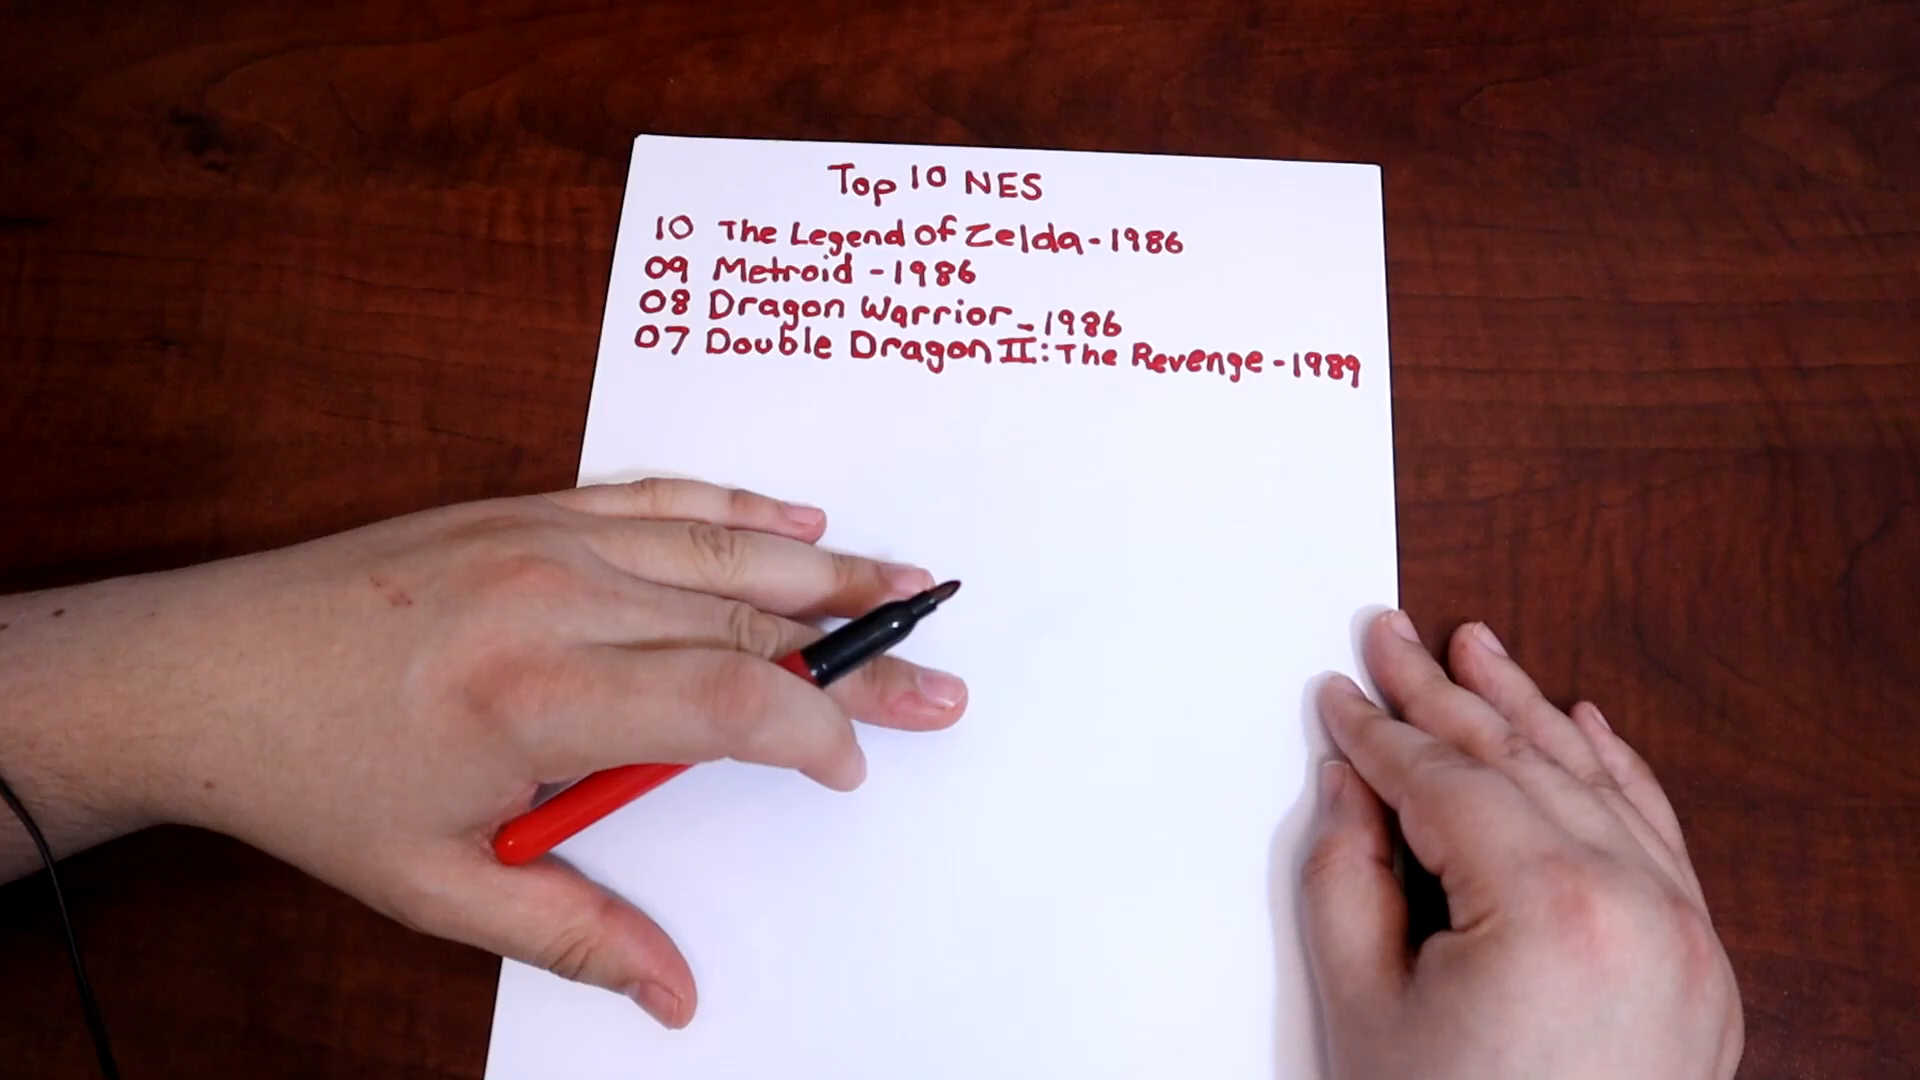 Top 10 NES
10 The Legend of Zelda-1986
09 Metroid -1986
08 Dragon Warrior-1986
07 Double Dragon II: The Revenge-1989